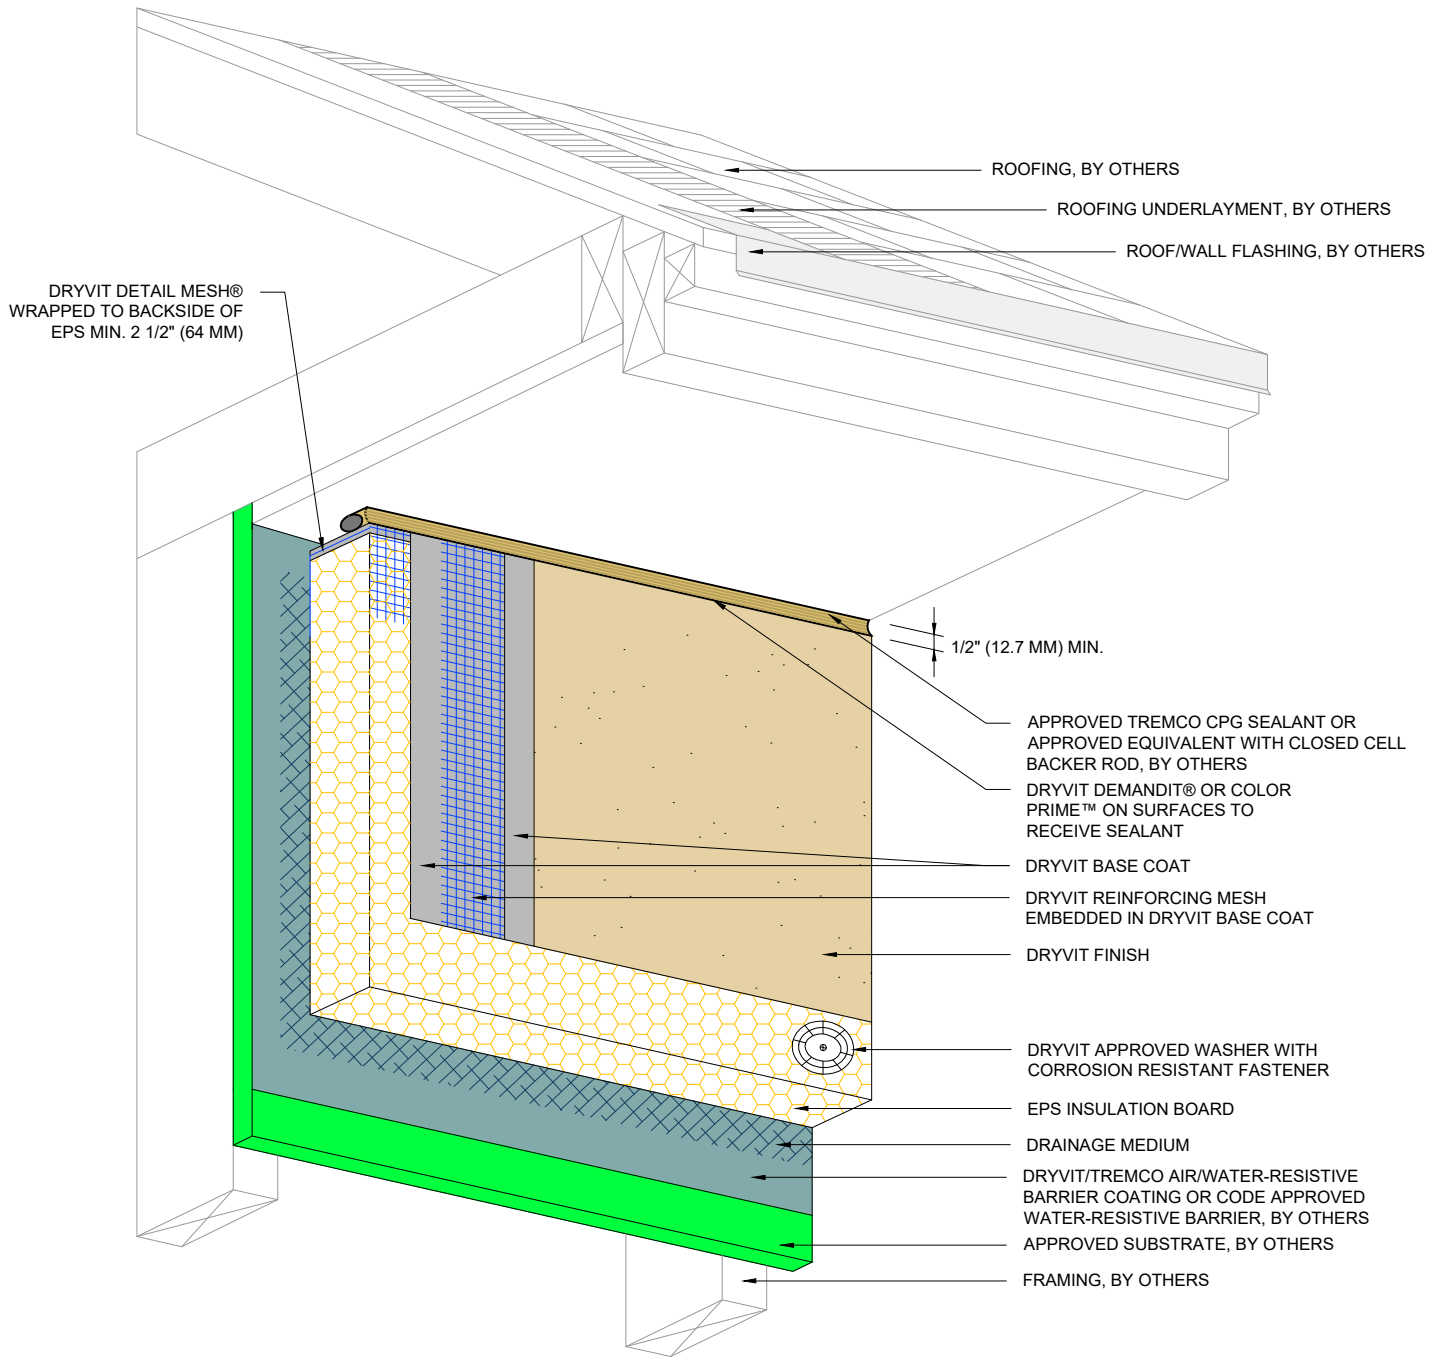 ROOFING, BY OTHERS
ROOFING UNDERLAYMENT, BY OTHERS
ROOF/WALL FLASHING, BY OTHERS
DRYVIT DETAIL MESH®
WRAPPED TO BACKSIDE OF
EPS MIN. 2 1/2" (64 MM)
1/2" (12.7 MM) MIN.
APPROVED TREMCO CPG SEALANT OR
APPROVED EQUIVALENT WITH CLOSED CELL
BACKER ROD, BY OTHERS
DRYVIT DEMANDIT® OR COLOR
PRIME™ ON SURFACES TO
RECEIVE SEALANT
DRYVIT BASE COAT
DRYVIT REINFORCING MESH
EMBEDDED IN DRYVIT BASE COAT
DRYVIT FINISH
DRYVIT APPROVED WASHER WITH
CORROSION RESISTANT FASTENER
EPS INSULATION BOARD
DRAINAGE MEDIUM
DRYVIT/TREMCO AIR/WATER-RESISTIVE
BARRIER COATING OR CODE APPROVED
WATER-RESISTIVE BARRIER, BY OTHERS
APPROVED SUBSTRATE, BY OTHERS
FRAMING, BY OTHERS